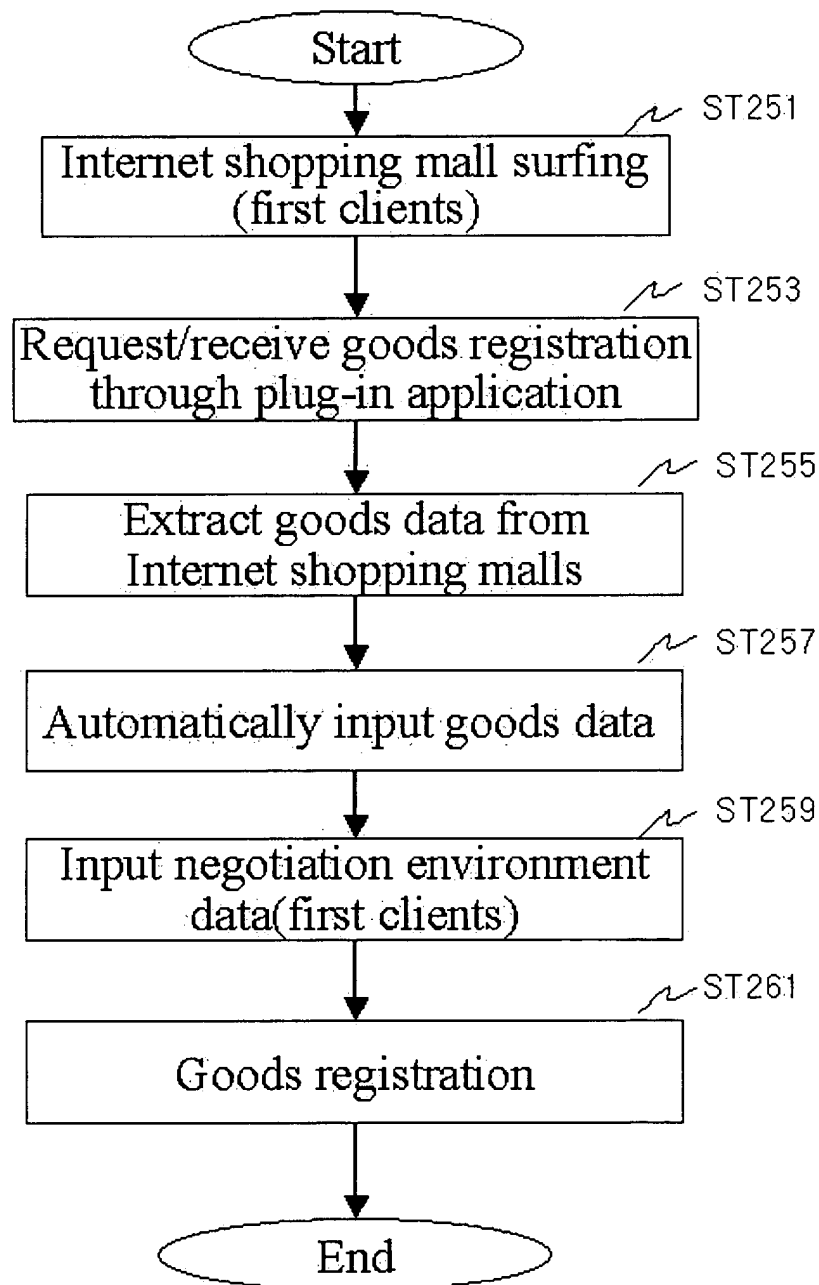 Start
ST251
Internet shopping mall surfing
(first clients)
ST253
Request/receive goods registration
through plug-in application
ST255
Extract goods data from
Internet shopping malls
ST257
Automatically input goods data
ST259
Input negotiation environment
data(first clients)
ST261
Goods registration
End